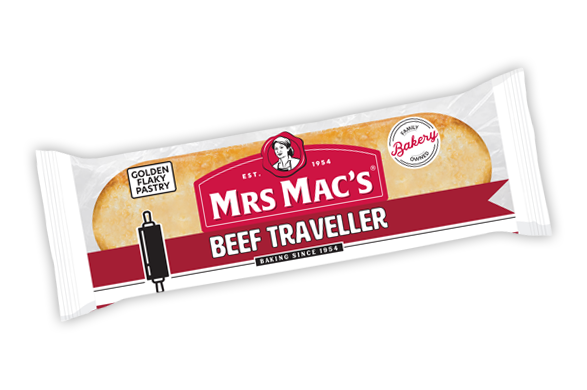 GOLDEN
FLAKY
PASTRY
EST. 1954
MRS MAC'S®
BEEF TRAVELLER
BAKING SINCE 1954
FAMILY
Bakery
OWNED